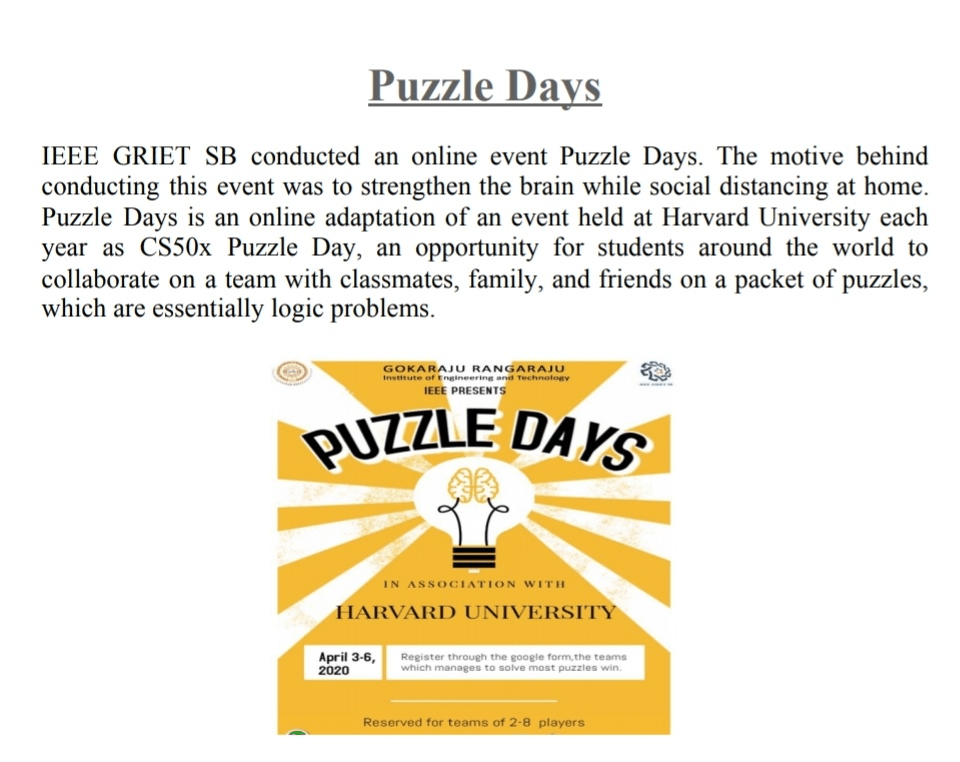 Puzzle Days
IEEE GRIET SB conducted an online event Puzzle Days. The motive behind
conducting this event was to strengthen the brain while social distancing at home.
Puzzle Days is an online adaptation of an event held at Harvard University each
year as CS50x Puzzle Day, an opportunity for students around the world to
collaborate on a team with classmates, family, and friends on a packet of puzzles,
which are essentially logic problems.
GOKARAJU RANGARAJU
Institute of Engineering and Technology
IEEE PRESENTS
PUZZLE DAYS
IN ASSOCIATION WITH
HARVARD UNIVERSITY
April 3-6,
2020
Register through the google form,the teams
which manages to solve most puzzles win.
Reserved for teams of 2-8 players